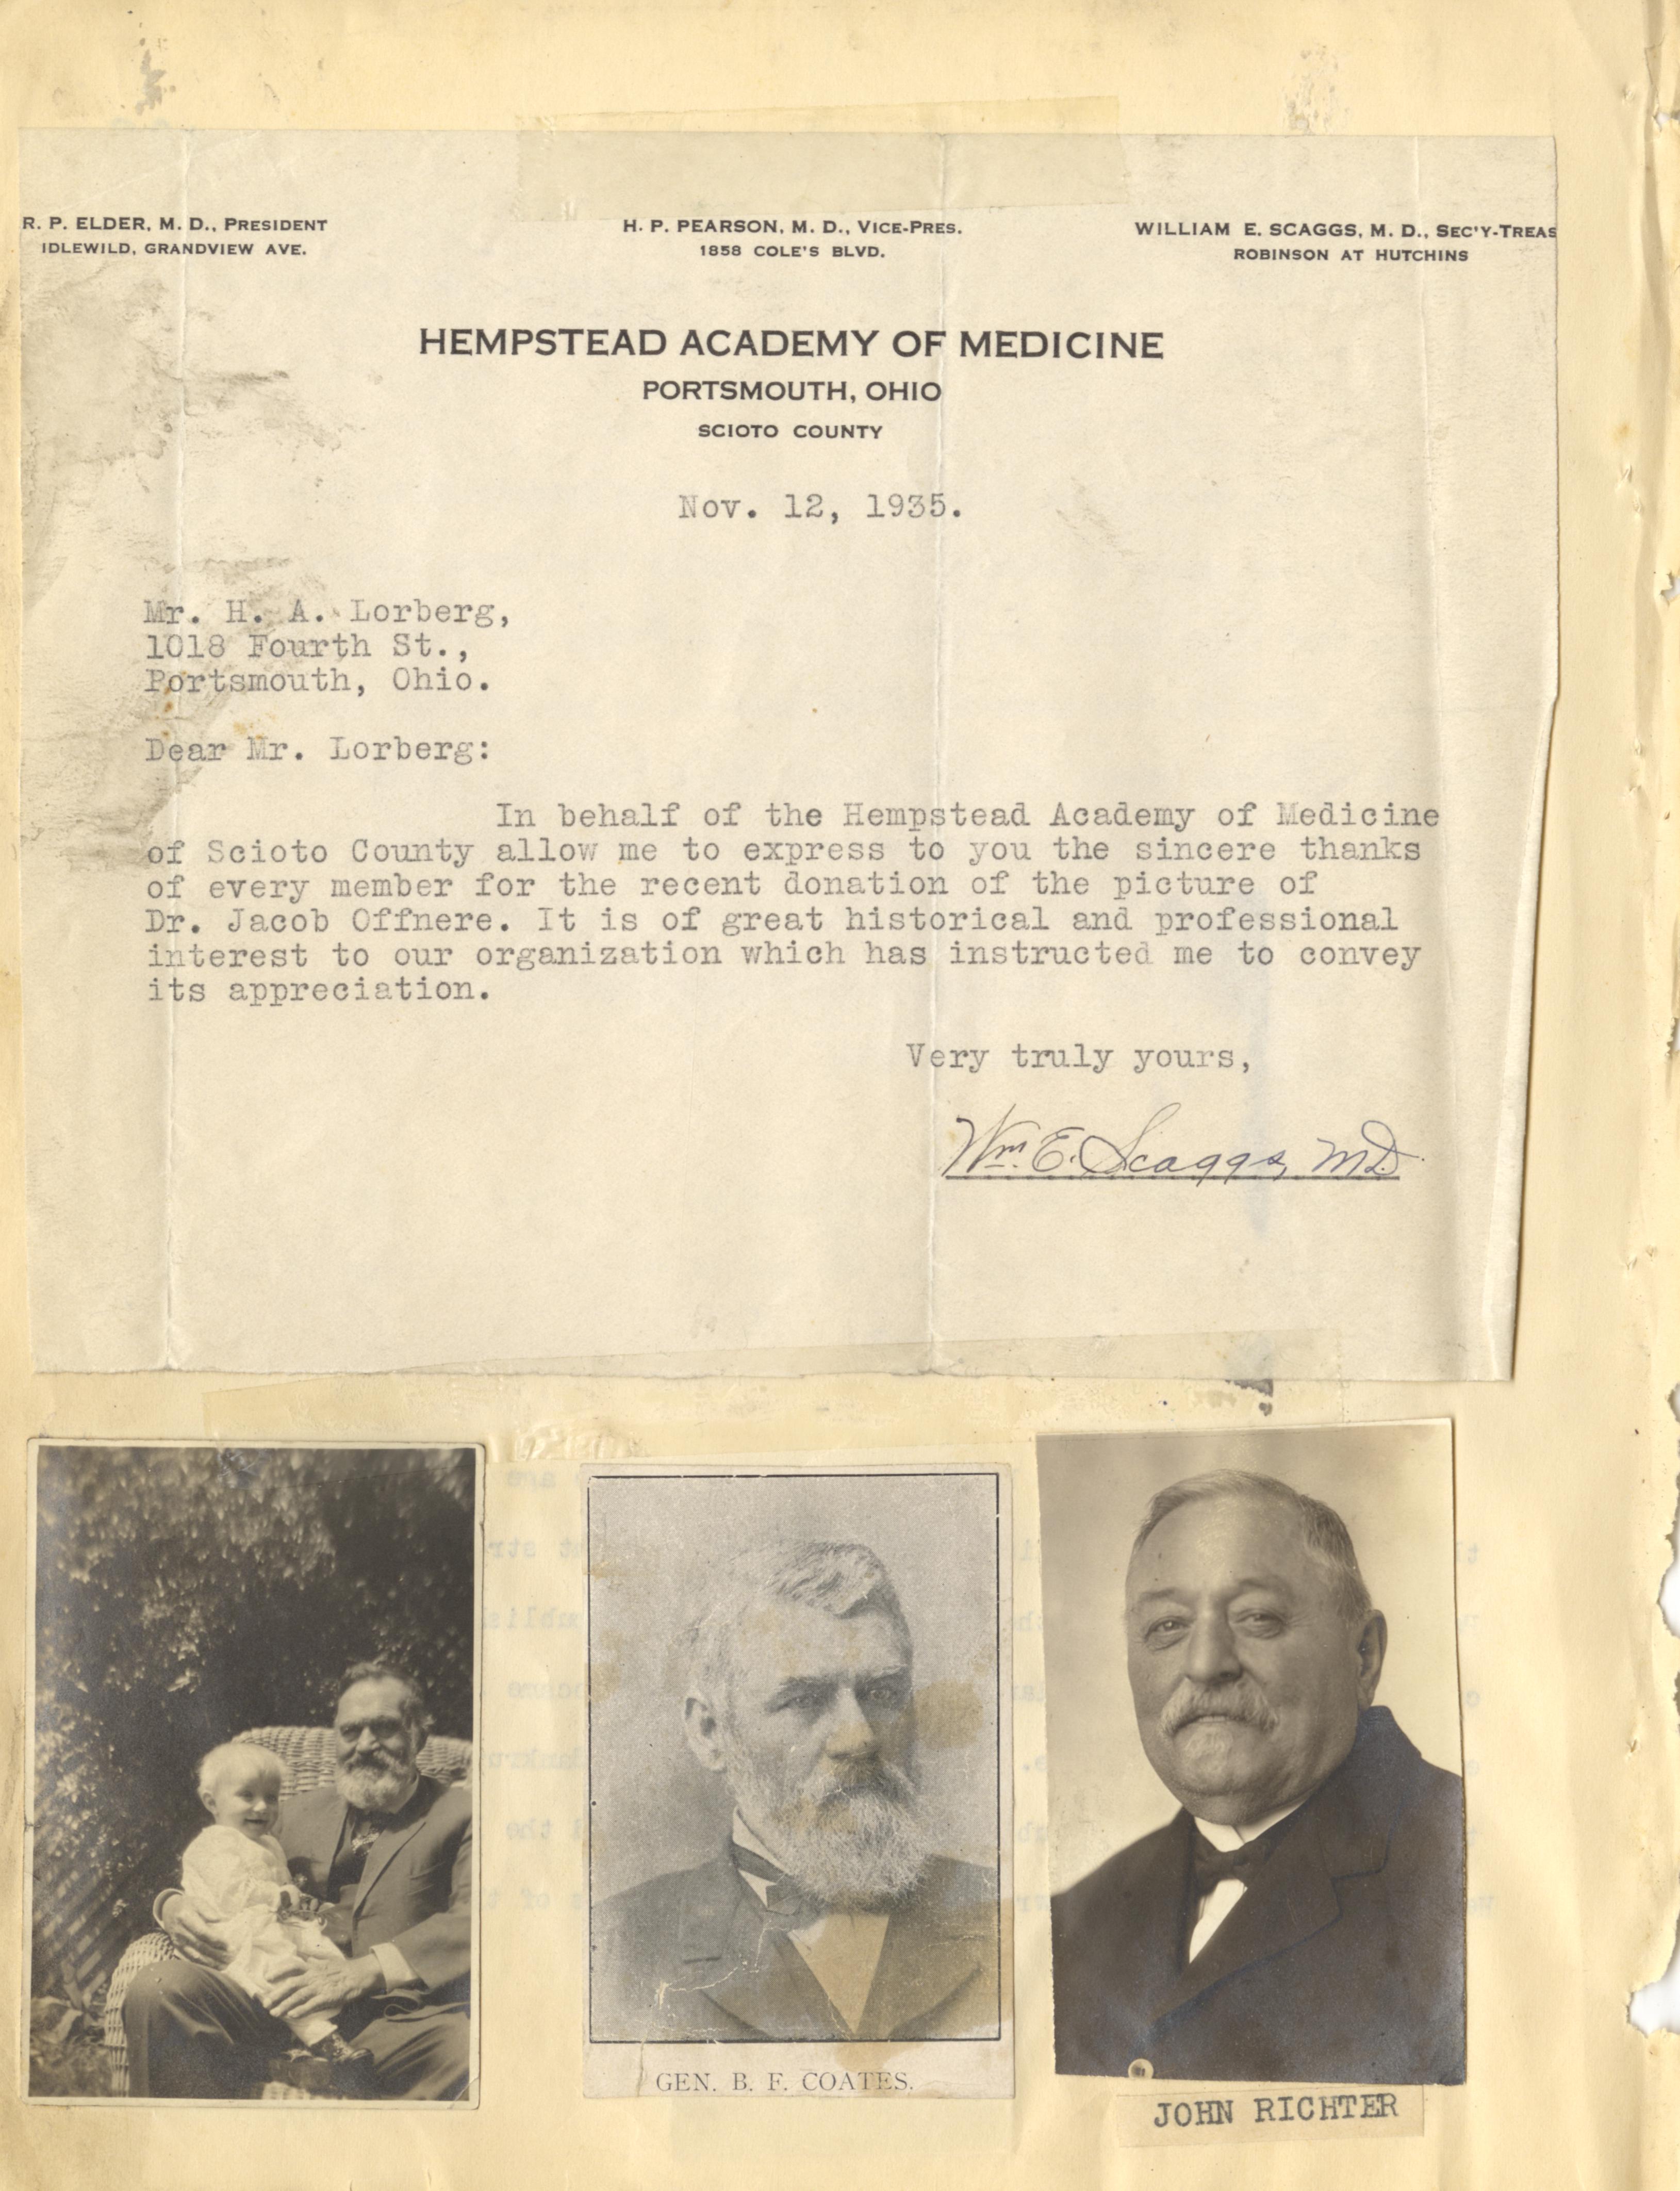 R. P. ELDER, M. D., PRESIDENT
IDLEWILD, GRANDVIEW AVE.
H. P. PEARSON, M. D., VICE-PRES.
1858 COLE'S BLVD.
WILLIAM E. SCAGGS, M. D., SEC'Y-TREAS
ROBINSON AT HUTCHINS
HEMPSTEAD ACADEMY OF MEDICINE
PORTSMOUTH, OHIO
SCIOTO COUNTY
Nov. 12, 1935.
Mr. H. A. Lorberg,
1018 Fourth St.,
Portsmouth, Ohio.
Dear Mr. Lorberg:
In behalf of the Hempstead Academy of Medicine
of Scioto County allow me to express to you the sincere thanks
of every member for the recent donation of the picture of
Dr. Jacob Offnere. It is of great historical and professional
interest to our organization which has instructed me to convey
its appreciation.
Very truly yours,
Wm. E. Scaggs, M.D.
GEN. B. F. COATES.
JOHN RICHTER